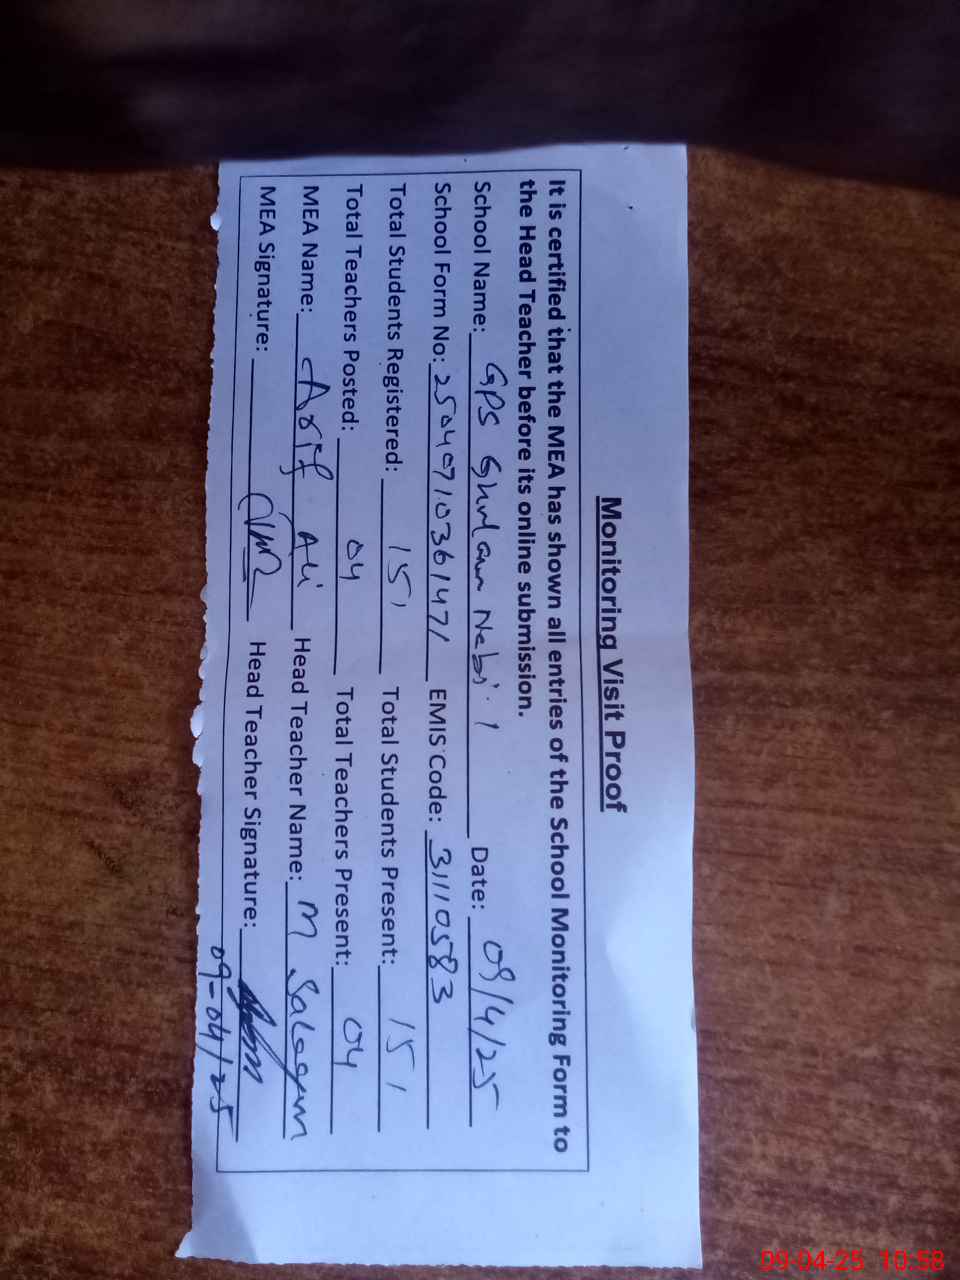 Monitoring Visit Proof
It is certified that the MEA has shown all entries of the School Monitoring Form to
the Head Teacher before its online submission.
School Name: GPS Ghulam Nabi 1 Date: 09/4/25
School Form No: 25040710361471 EMIS Code: 31110583
Total Students Registered: 151 Total Students Present: 151
Total Teachers Posted: 04 Total Teachers Present: 04
MEA Name: Arif Ali Head Teacher Name: M Saleem
MEA Signature: Head Teacher Signature:
09-04/25
09-04-25 10:58